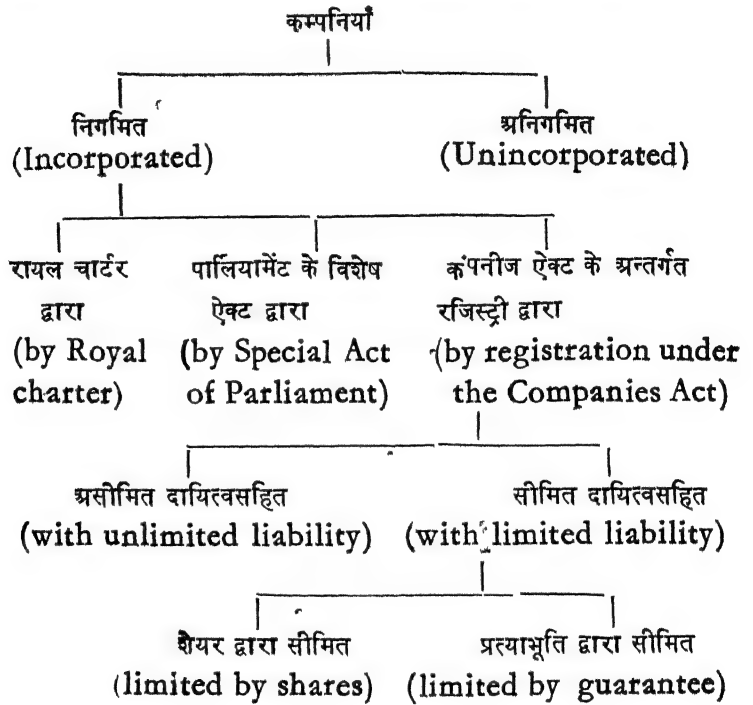 कम्पनियाँ
निगमित
(Incorporated)
अनिगमित
(Unincorporated)
रायल चार्टर
द्वारा
(by Royal
charter)
पार्लियामेंट के विशेष
ऐक्ट द्वारा
(by Special Act
of Parliament)
कंपनीज ऐक्ट के अन्तर्गत
रजिस्ट्री द्वारा
(by registration under
the Companies Act)
असीमित दायित्वसहित
(with unlimited liability)
सीमित दायित्वसहित
(with limited liability)
शेयर द्वारा सीमित
(limited by shares)
प्रत्याभूति द्वारा सीमित
(limited by guarantee)